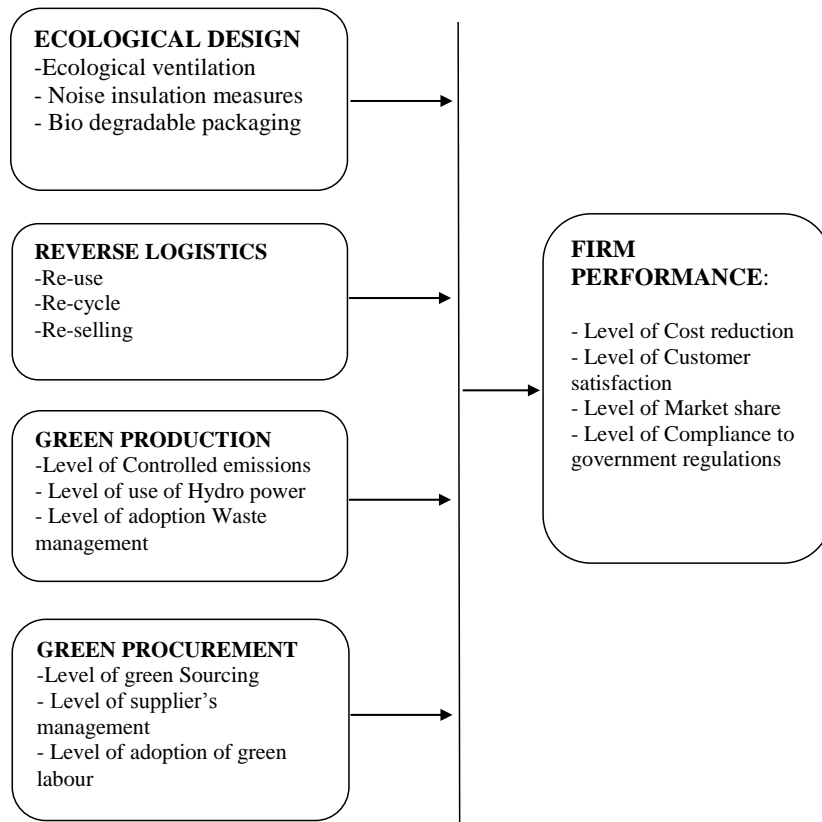 ECOLOGICAL DESIGN
-Ecological ventilation
- Noise insulation measures
- Bio degradable packaging
REVERSE LOGISTICS
-Re-use
-Re-cycle
-Re-selling
GREEN PRODUCTION
-Level of Controlled emissions
- Level of use of Hydro power
- Level of adoption Waste
management
GREEN PROCUREMENT
-Level of green Sourcing
- Level of supplier’s
management
- Level of adoption of green
labour
FIRM
PERFORMANCE:
- Level of Cost reduction
- Level of Customer
satisfaction
- Level of Market share
- Level of Compliance to
government regulations